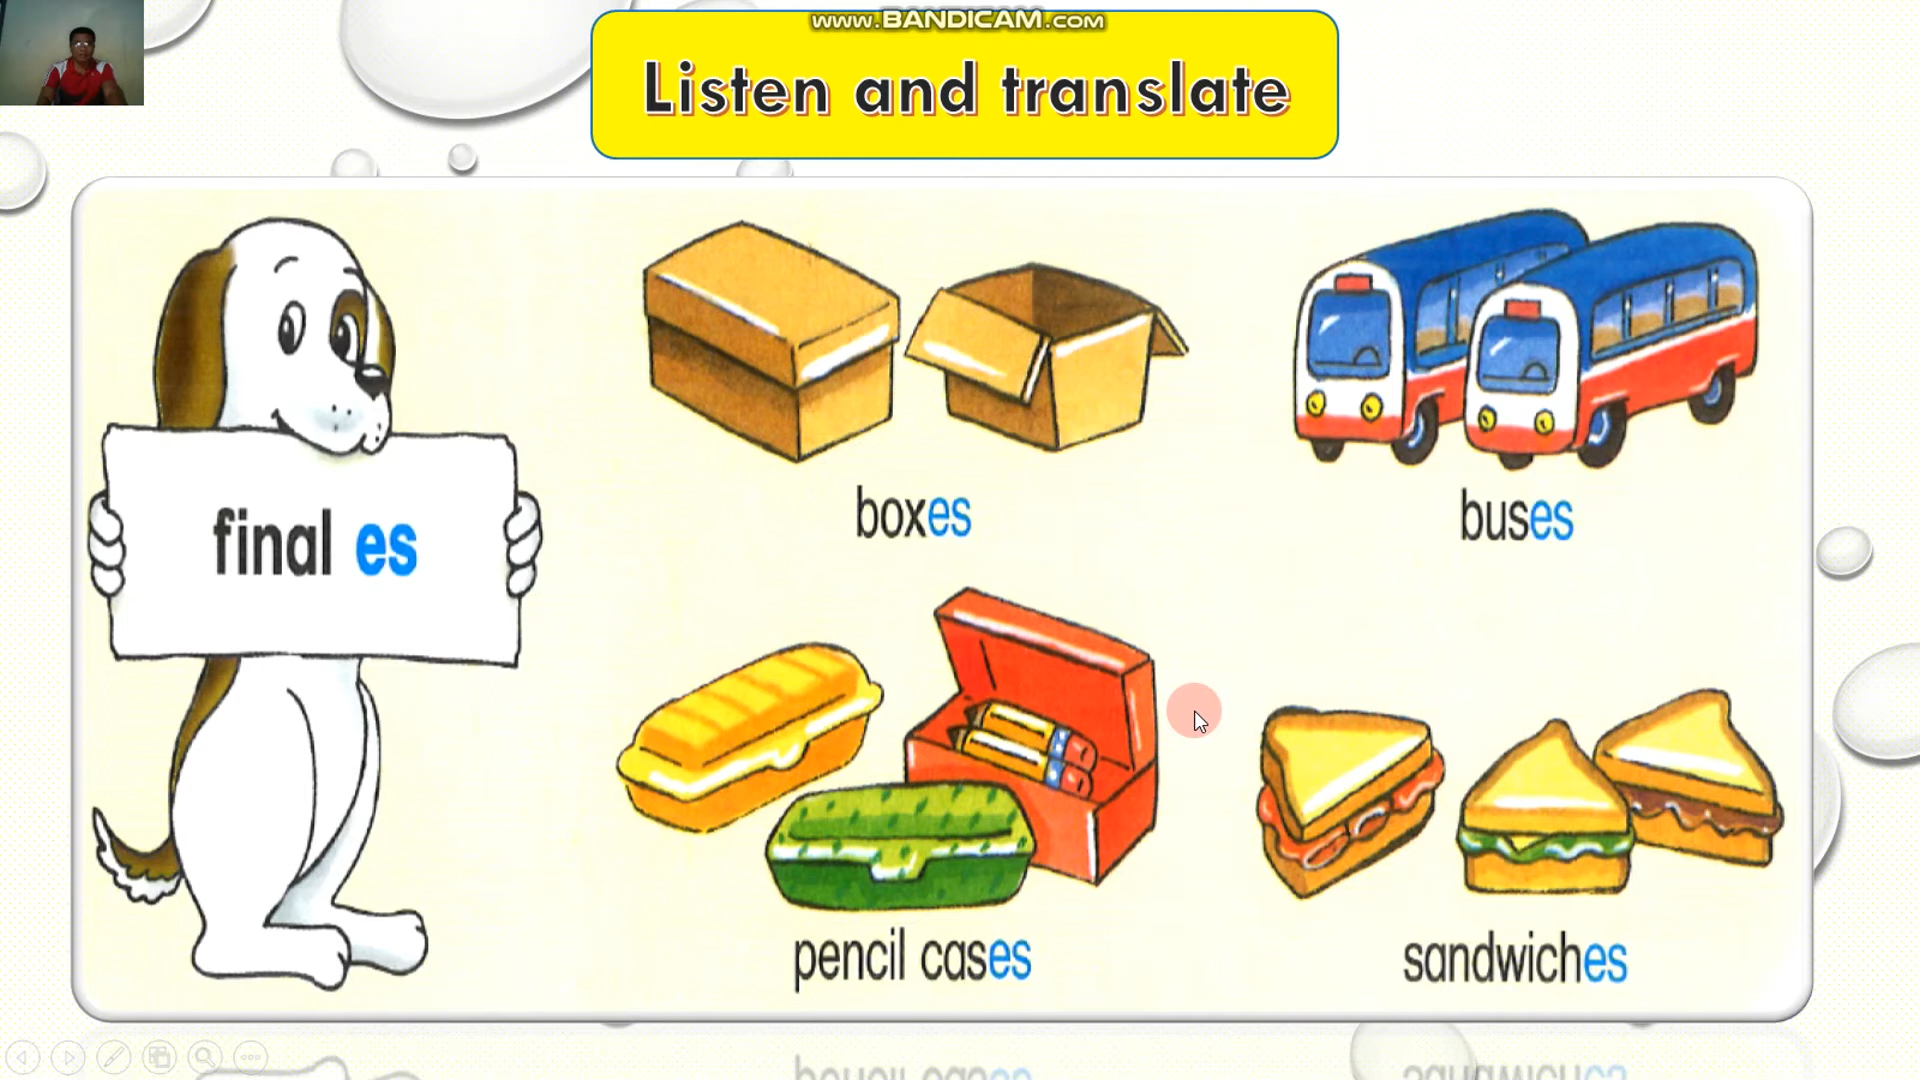 www.BANDICAM.com
Listen and translate
final es
boxes
buses
pencil cases
sandwiches